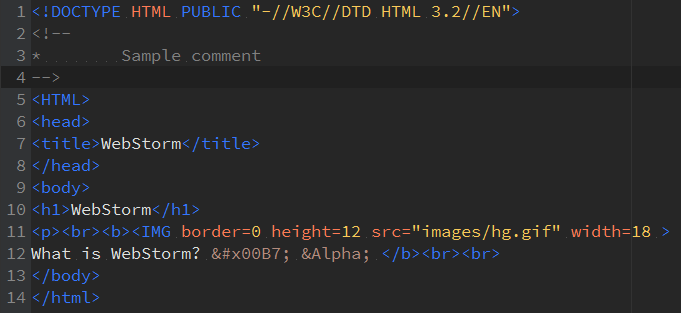 1 <!DOCTYPE HTML PUBLIC "-//W3C//DTD HTML 3.2//EN">
2 <!--
3 *        Sample comment
4 -->
5 <HTML>
6 <head>
7 <title>WebStorm</title>
8 </head>
9 <body>
10 <h1>WebStorm</h1>
11 <p><br><b><IMG border=0 height=12 src="images/hg.gif" width=18 >
12 What is WebStorm? &#x00B7; &Alpha; </b><br><br>
13 </body>
14 </html>